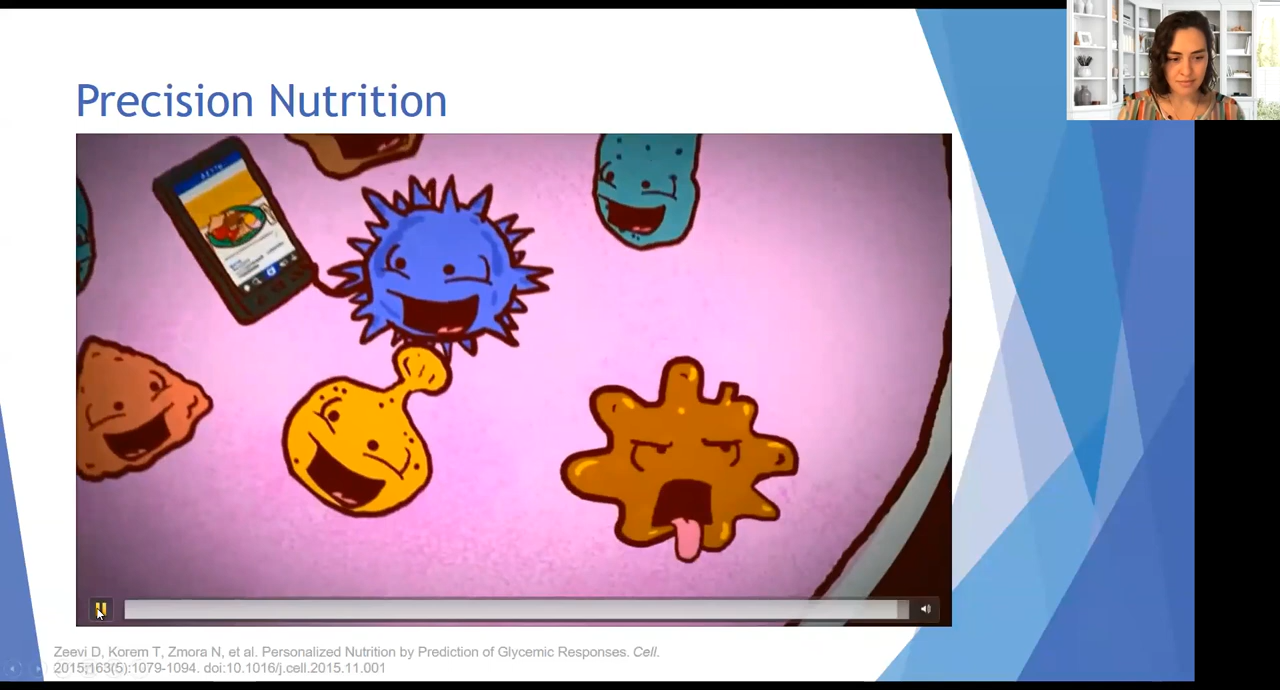 Precision Nutrition
Zeevi D, Korem T, Zmora N, et al. Personalized Nutrition by Prediction of Glycemic Responses. Cell.
2015;163(5):1079-1094. doi:10.1016/j.cell.2015.11.001